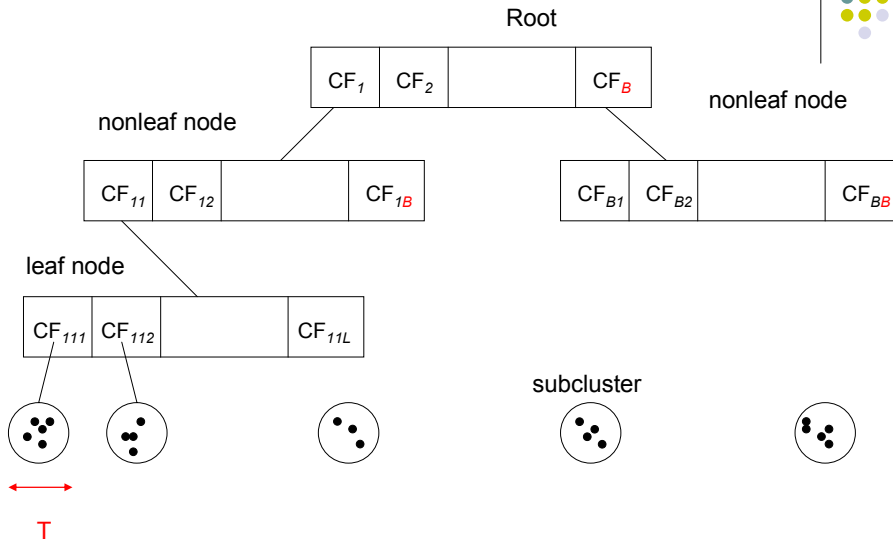 Root
CF1 CF2 CFB
nonleaf node
nonleaf node
CF11 CF12 CF1B
CFB1 CFB2 CFBB
leaf node
CF111 CF112 CF11L
subcluster
T